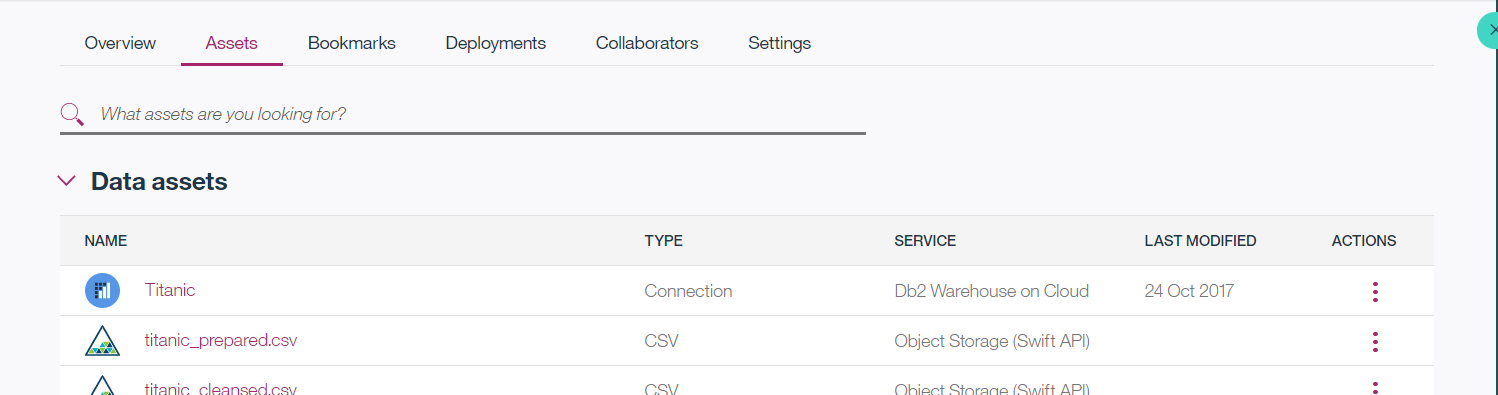 Overview Assets Bookmarks Deployments Collaborators Settings
What assets are you looking for?
Data assets
NAME TYPE SERVICE LAST MODIFIED ACTIONS
Titanic Connection Db2 Warehouse on Cloud 24 Oct 2017
titanic_prepared.csv CSV Object Storage (Swift API)
titanic_cleansed.csv CSV Object Storage (Swift API)